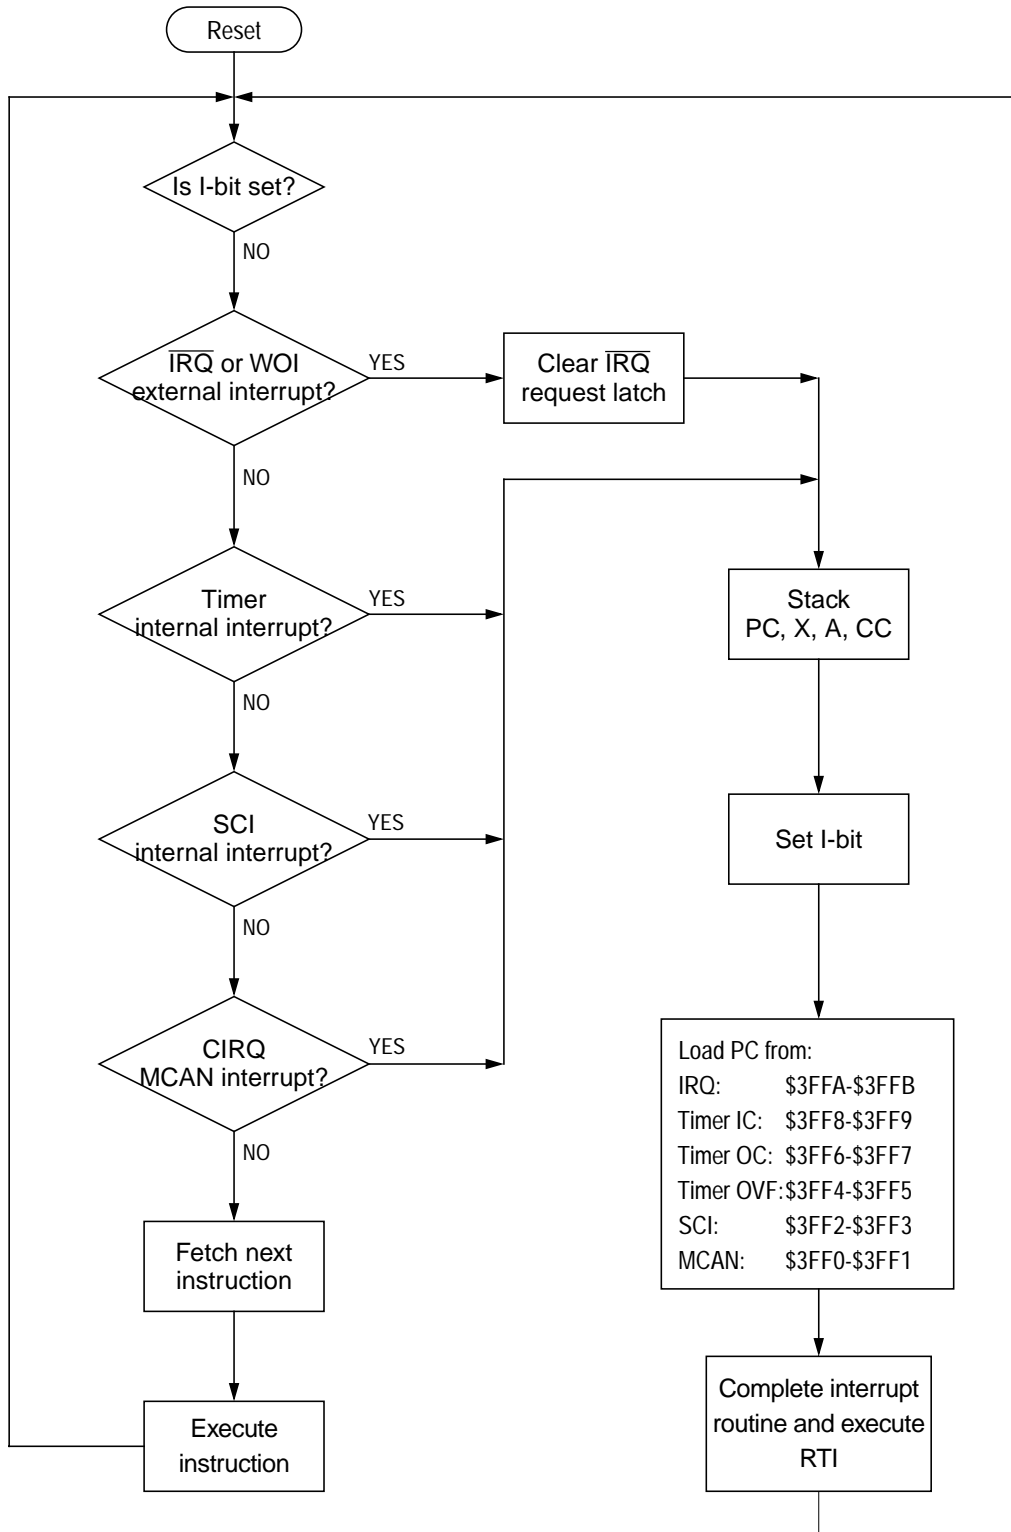 Reset
Is I-bit set?
NO
IRQ or WOI
external interrupt?
YES
Clear IRQ
request latch
NO
Timer
internal interrupt?
YES
Stack
PC, X, A, CC
NO
SCI
internal interrupt?
YES
Set I-bit
NO
CIRQ
MCAN interrupt?
YES
Load PC from:
IRQ: $3FFA-$3FFB
Timer IC: $3FF8-$3FF9
Timer OC: $3FF6-$3FF7
Timer OVF: $3FF4-$3FF5
SCI: $3FF2-$3FF3
MCAN: $3FF0-$3FF1
NO
Fetch next
instruction
Execute
instruction
Complete interrupt
routine and execute
RTI